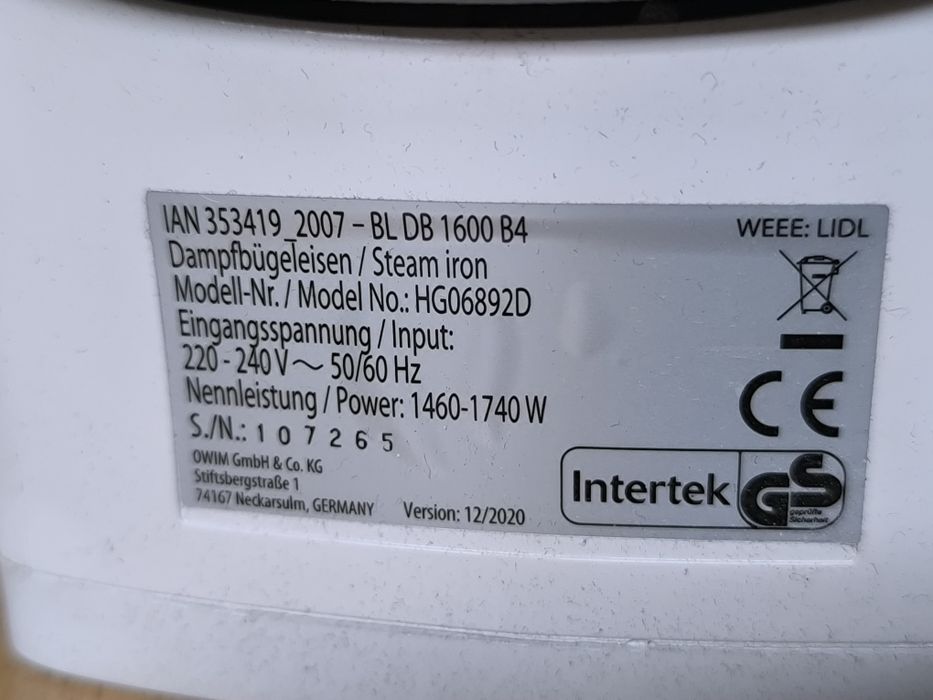 IAN 353419_2007 – BL DB 1600 B4
WEEE: LIDL
Dampfbügeleisen / Steam iron
Modell-Nr. / Model No.: HG06892D
Eingangsspannung / Input:
220 - 240 V ~ 50/60 Hz
Nennleistung / Power: 1460-1740 W
S./N.: 107265
OWIM GmbH & Co. KG
Stiftsbergstraße 1
74167 Neckarsulm, GERMANY Version: 12/2020
CE
Intertek GS
geprüfte
Sicherheit